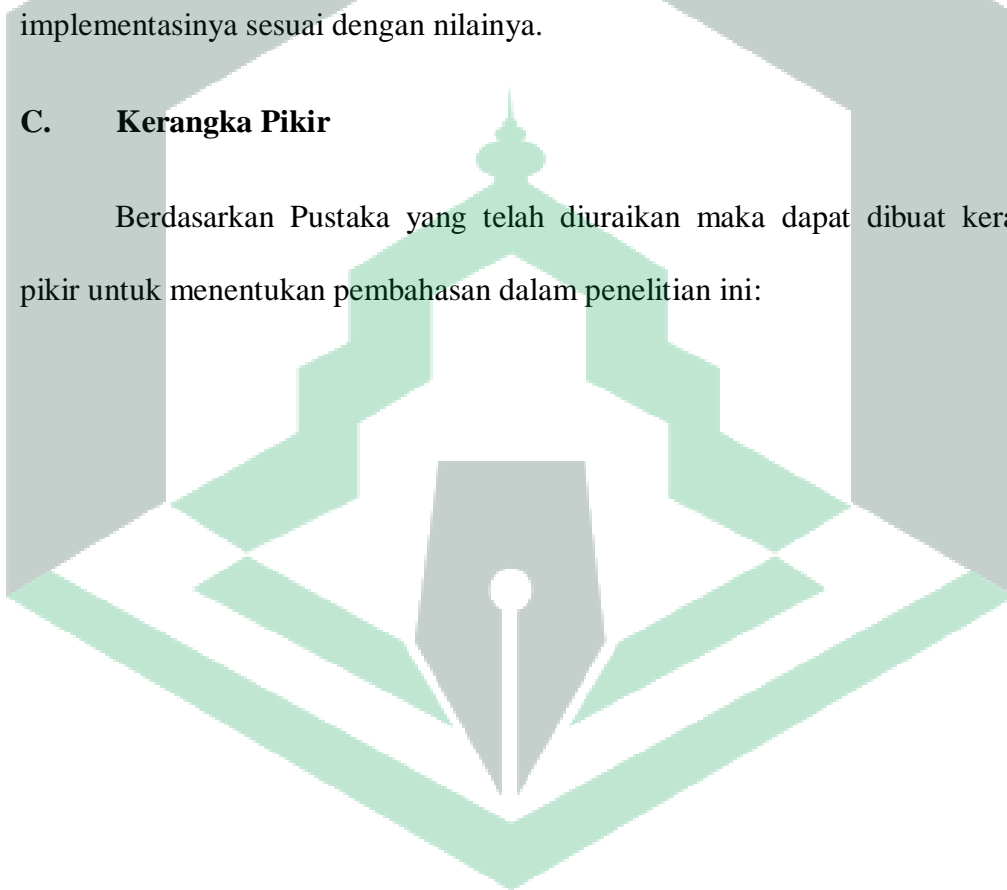 implementasinya sesuai dengan nilainya.
C. Kerangka Pikir
Berdasarkan Pustaka yang telah diuraikan maka dapat dibuat kera
pikir untuk menentukan pembahasan dalam penelitian ini: